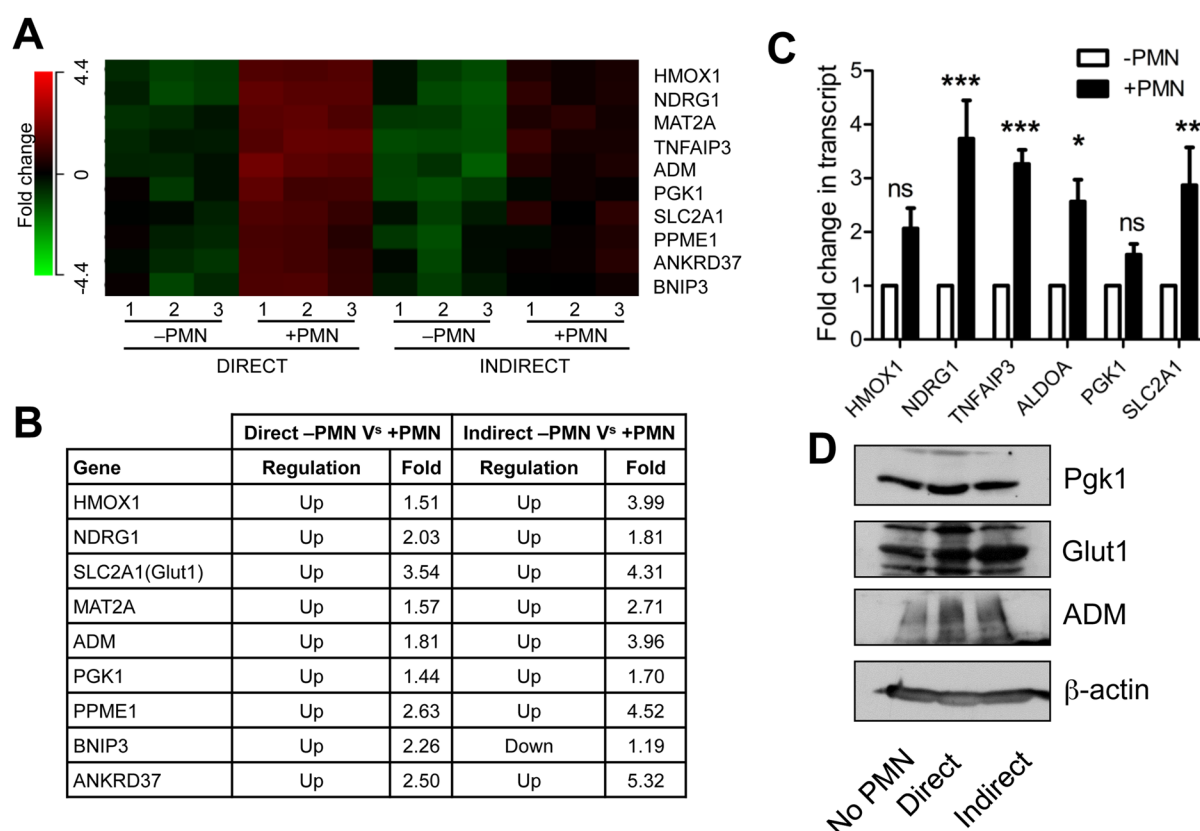 A
Fold change
4.4
0
-4.4
HMOX1
NDRG1
MAT2A
TNFAIP3
ADM
PGK1
SLC2A1
PPME1
ANKRD37
BNIP3
1 2 3 1 2 3 1 2 3 1 2 3
–PMN +PMN –PMN +PMN
DIRECT INDIRECT
B
Direct –PMN Vs +PMN Indirect –PMN Vs +PMN
Gene Regulation Fold Regulation Fold
HMOX1 Up 1.51 Up 3.99
NDRG1 Up 2.03 Up 1.81
SLC2A1(Glut1) Up 3.54 Up 4.31
MAT2A Up 1.57 Up 2.71
ADM Up 1.81 Up 3.96
PGK1 Up 1.44 Up 1.70
PPME1 Up 2.63 Up 4.52
BNIP3 Up 2.26 Down 1.19
ANKRD37 Up 2.50 Up 5.32
C
-PMN
+PMN
Fold change in transcript
5
4
3
2
1
0
ns *** *** * ns **
HMOX1 NDRG1 TNFAIP3 ALDOA PGK1 SLC2A1
D
Pgk1
Glut1
ADM
β-actin
No PMN Direct Indirect